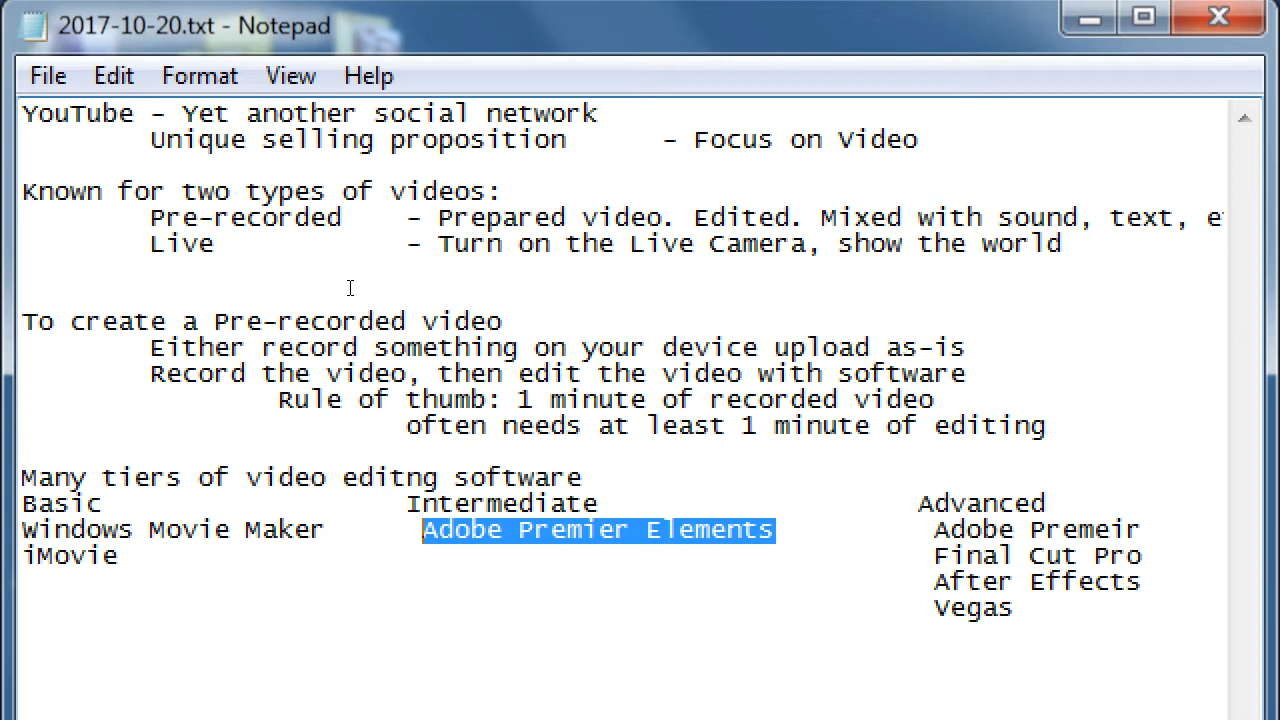 2017-10-20.txt - Notepad
File Edit Format View Help
YouTube - Yet another social network
Unique selling proposition - Focus on Video
Known for two types of videos:
Pre-recorded - Prepared video. Edited. Mixed with sound, text,
Live - Turn on the Live Camera, show the world
To create a Pre-recorded video
Either record something on your device upload as-is
Record the video, then edit the video with software
Rule of thumb: 1 minute of recorded video
often needs at least 1 minute of editing
Many tiers of video editng software
Basic Intermediate Advanced
Windows Movie Maker Adobe Premier Elements Adobe Premeir
iMovie Final Cut Pro
After Effects
Vegas